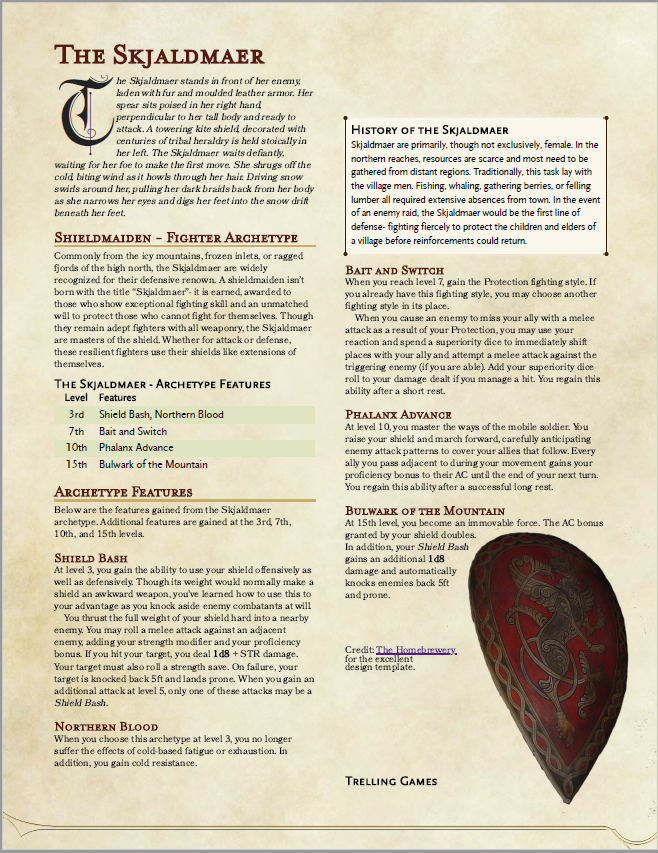 The Skjaldmaer
The Skjaldmaer stands in front of her enemy,
laden with fur and moulded leather armor. Her
spear sits poised in her right hand,
perpendicular to her tall body and ready to
attack. A towering kite shield, decorated with
centuries of tribal heraldry is held stoically in
her left. The Skjaldmaer waits defiantly,
waiting for her foe to make the first move. She shrugs off the
cold, biting wind as it howls through her hair. Driving snow
swirls around her, pulling her dark braids back from her body
as she narrows her eyes and digs her feet into the snow drift
beneath her feet.
Shieldmaiden – Fighter Archetype
Commonly from the icy mountains, frozen inlets, or ragged
fjords of the high north, the Skjaldmaer are widely
recognized for their defensive renown. A shieldmaiden isn't
born with the title "Skjaldmaer"- it is earned, awarded to
those who show exceptional fighting skill and an unmatched
will to protect those who cannot fight for themselves. Though
they remain adept fighters with all weaponry, the Skjaldmaer
are masters of the shield. Whether for attack or defense,
these resilient fighters use their shields like extensions of
themselves.
The Skjaldmaer - Archetype Features
Level Features
3rd Shield Bash, Northern Blood
7th Bait and Switch
10th Phalanx Advance
15th Bulwark of the Mountain
Archetype Features
Below are the features gained from the Skjaldmaer
archetype. Additional features are gained at the 3rd, 7th,
10th, and 15th levels.
Shield Bash
At level 3, you gain the ability to use your shield offensively as
well as defensively. Though its weight would normally make a
shield an awkward weapon, you've learned how to use this to
your advantage as you knock aside enemy combatants at will.
You thrust the full weight of your shield hard into a nearby
enemy. You may roll a melee attack against an adjacent
enemy, adding your strength modifier and your proficiency
bonus. If you hit your target, you deal 1d8 + STR damage.
Your target must also roll a strength save. On failure, your
target is knocked back 5ft and lands prone. When you gain an
additional attack at level 5, only one of these attacks may be a
Shield Bash.
Northern Blood
When you choose this archetype at level 3, you no longer
suffer the effects of cold-based fatigue or exhaustion. In
addition, you gain cold resistance.
History of the Skjaldmaer
Skjaldmaer are primarily, though not exclusively, female. In the
northern reaches, resources are scarce and most need to be
gathered from distant regions. Traditionally, this task lay with
the village men. Fishing, whaling, gathering berries, or felling
lumber all required extensive absences from town. In the event
of an enemy raid, the Skjaldmaer would be the first line of
defense- fighting fiercely to protect the children and elders of
a village before reinforcements could return.
Bait and Switch
When you reach level 7, gain the Protection fighting style. If
you already have this fighting style, you may choose another
fighting style in its place.
When you cause an enemy to miss your ally with a melee
attack as a result of your Protection, you may use your
reaction and spend a superiority dice to immediately shift
places with your ally and attempt a melee against the
triggering enemy (if you are able). Add your superiority dice
roll to your damage dealt if you manage a hit. You regain this
ability after a short rest.
Phalanx Advance
At level 10, you master the ways of the mobile soldier. You
raise your shield and march forward, carefully anticipating
enemy attack patterns to cover your allies that follow. Every
ally you pass adjacent to during your movement gains your
proficiency bonus to their AC until the end of your next turn.
You regain this ability after a successful long rest.
Bulwark of the Mountain
At 15th level, you become an immovable force. The AC bonus
granted by your shield doubles.
In addition, your Shield Bash
gains an additional 1d8
damage and automatically
knocks enemies back 5ft
and prone.
Credit: The Homebrewery
for the excellent
design template.
Trelling Games